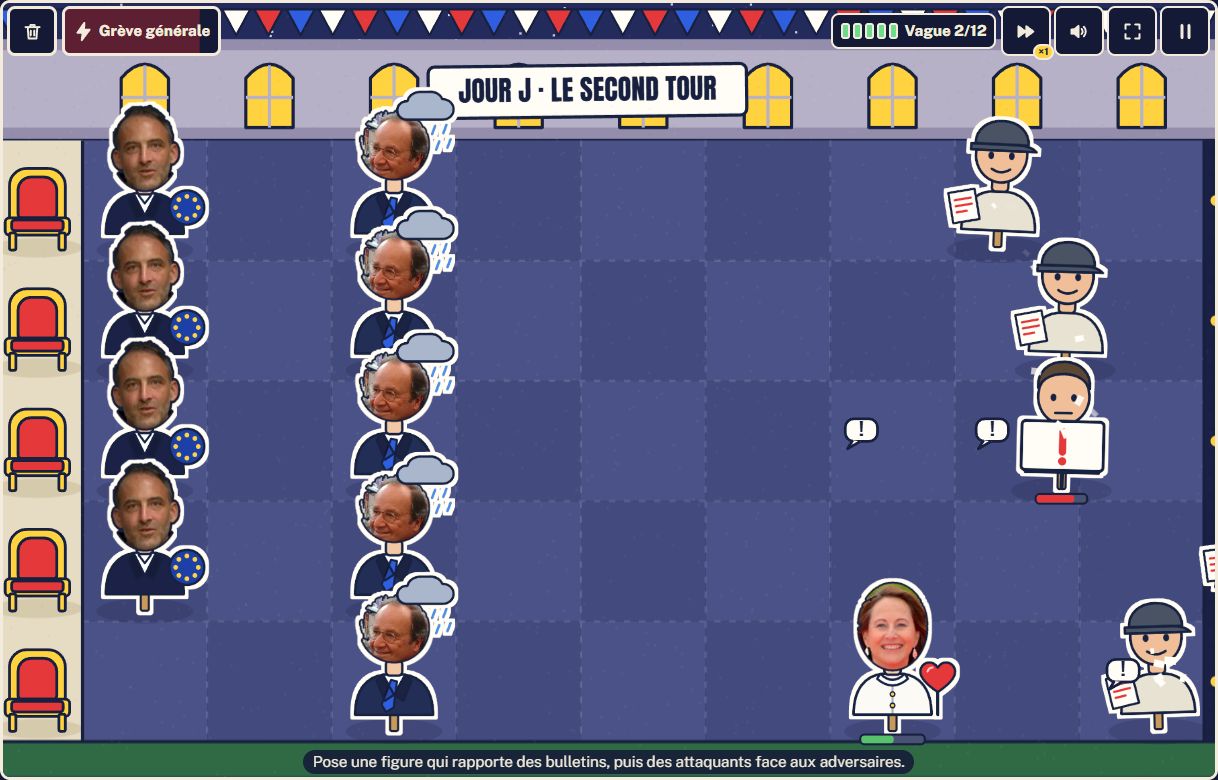 Grève générale
Vague 2/12
×1
JOUR J · LE SECOND TOUR
!
!
!
!
Pose une figure qui rapporte des bulletins, puis des attaquants face aux adversaires.